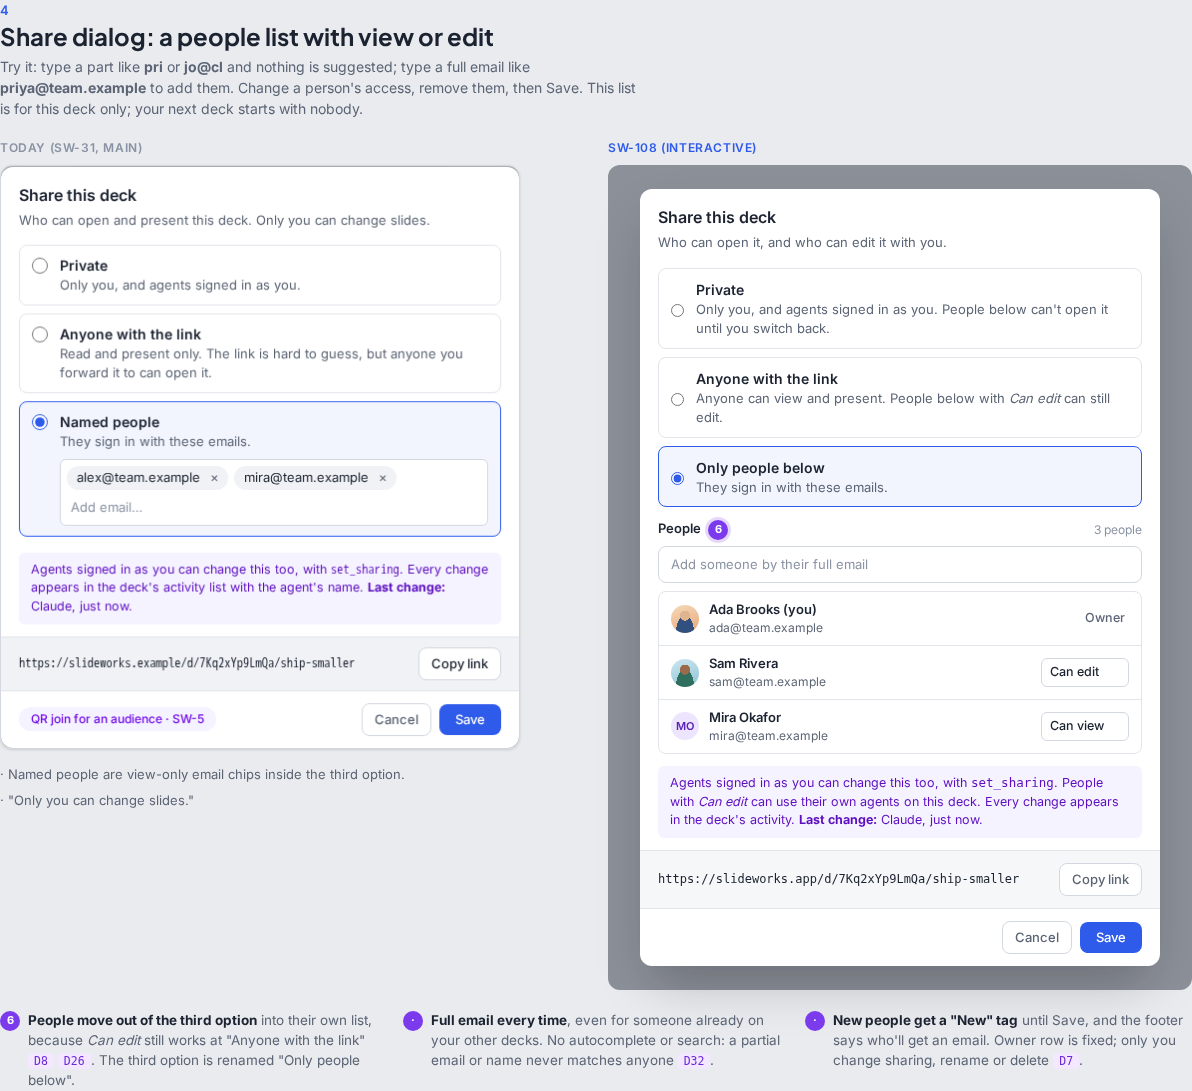 4
Share dialog: a people list with view or edit
Try it: type a part like pri or jo@cl and nothing is suggested; type a full email like
priya@team.example to add them. Change a person's access, remove them, then Save. This list
is for this deck only; your next deck starts with nobody.
TODAY (SW-31, MAIN)
Share this deck
Who can open and present this deck. Only you can change slides.
Private
Only you, and agents signed in as you.
Anyone with the link
Read and present only. The link is hard to guess, but anyone you
forward it to can open it.
Named people
They sign in with these emails.
alex@team.example × mira@team.example ×
Add email...
Agents signed in as you can change this too, with set_sharing. Every change
appears in the deck's activity list with the agent's name. Last change:
Claude, just now.
https://slideworks.example/d/7Kq2xYp9LmQa/ship-smaller
Copy link
QR join for an audience · SW-5
Cancel
Save
· Named people are view-only email chips inside the third option.
· "Only you can change slides."
SW-108 (INTERACTIVE)
Share this deck
Who can open it, and who can edit it with you.
Private
Only you, and agents signed in as you. People below can't open it
until you switch back.
Anyone with the link
Anyone can view and present. People below with Can edit can still
edit.
Only people below
They sign in with these emails.
People 6
3 people
Add someone by their full email
Ada Brooks (you)
ada@team.example
Owner
Sam Rivera
sam@team.example
Can edit
MO
Mira Okafor
mira@team.example
Can view
Agents signed in as you can change this too, with set_sharing. People
with Can edit can use their own agents on this deck. Every change appears
in the deck's activity. Last change: Claude, just now.
https://slideworks.app/d/7Kq2xYp9LmQa/ship-smaller
Copy link
Cancel
Save
6 People move out of the third option into their own list,
because Can edit still works at "Anyone with the link"
D8 D26 . The third option is renamed "Only people
below".
· Full email every time, even for someone already on
your other decks. No autocomplete or search: a partial
email or name never matches anyone D32 .
· New people get a "New" tag until Save, and the footer
says who'll get an email. Owner row is fixed; only you
change sharing, rename or delete D7 .